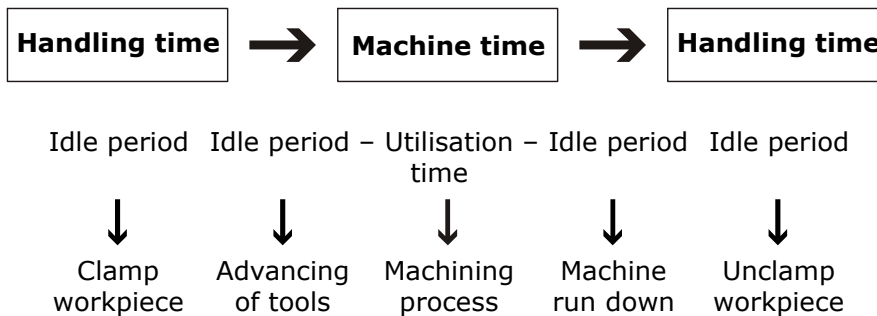 Handling time Machine time Handling time
Idle period Idle period – Utilisation – Idle period Idle period
time
Clamp Advancing Machining Machine Unclamp
workpiece of tools process run down workpiece